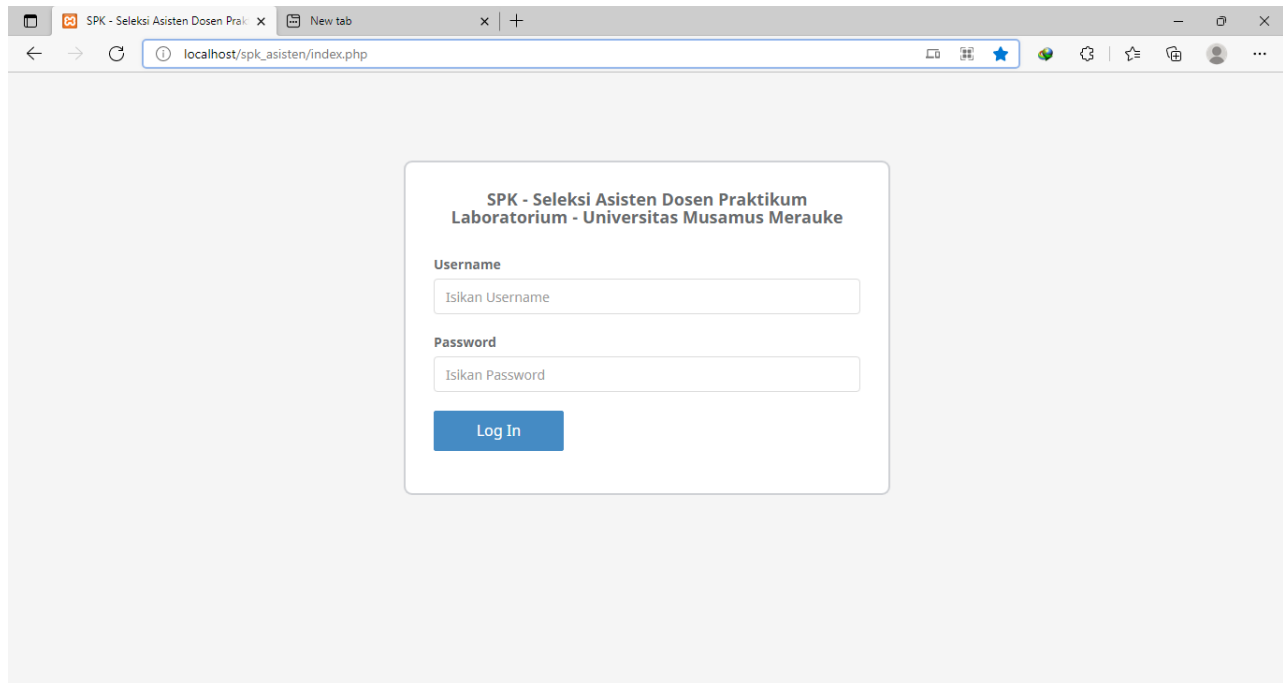 SPK - Seleksi Asisten Dosen Prak
New tab
localhost/spk_asisten/index.php
SPK - Seleksi Asisten Dosen Praktikum
Laboratorium - Universitas Musamus Merauke
Username
Isikan Username
Password
Isikan Password
Log In